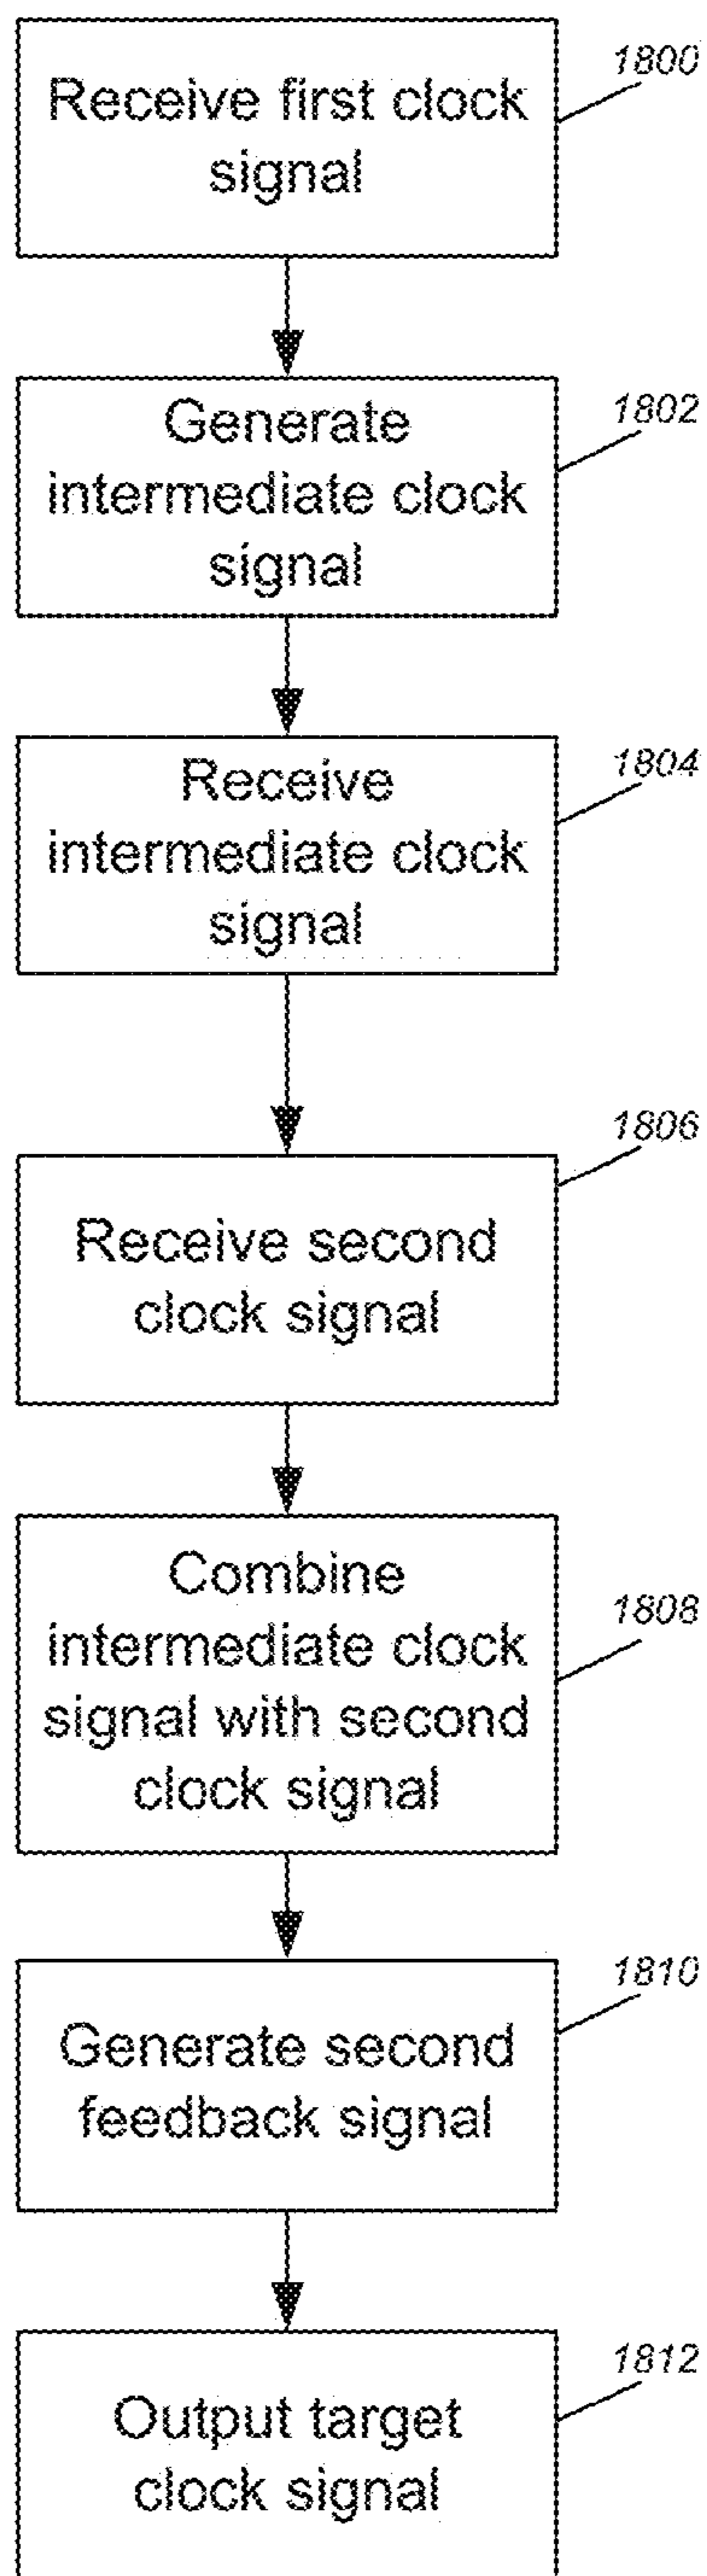 1800
Receive first clock
signal
1802
Generate
intermediate clock
signal
1804
Receive
intermediate clock
signal
1806
Receive second
clock signal
1808
Combine
intermediate clock
signal with second
clock signal
1810
Generate second
feedback signal
1812
Output target
clock signal